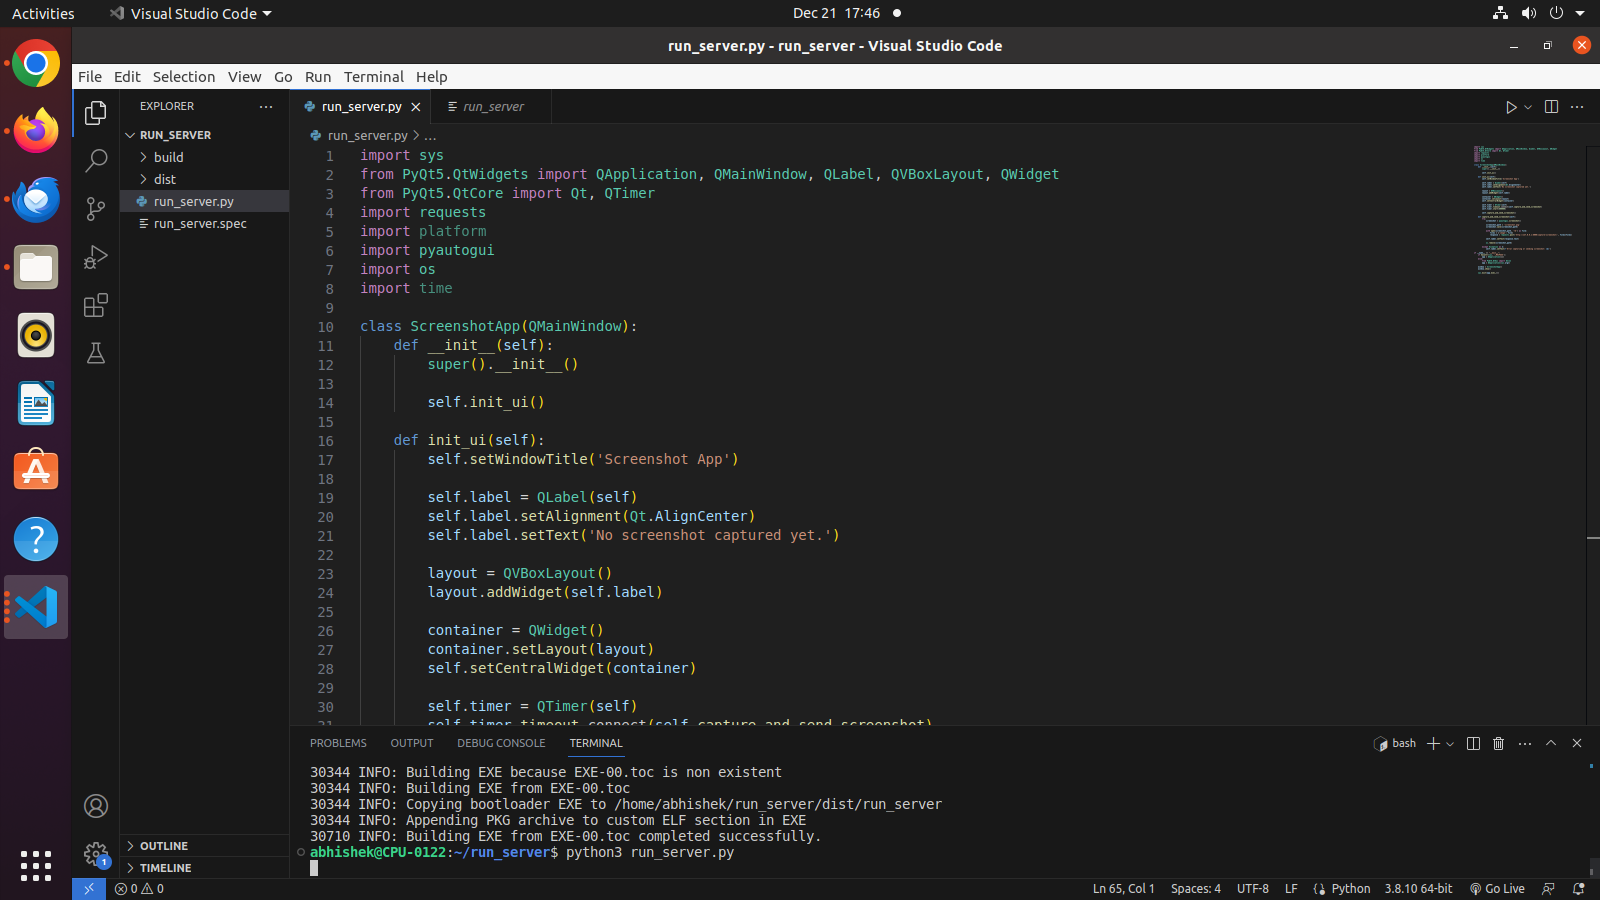 Activities
Visual Studio Code
Dec 21 17:46
run_server.py - run_server - Visual Studio Code
File Edit Selection View Go Run Terminal Help
EXPLORER
RUN_SERVER
build
dist
run_server.py
run_server.spec
OUTLINE
TIMELINE
run_server.py
run_server
run_server.py > ...
1 import sys
2 from PyQt5.QtWidgets import QApplication, QMainWindow, QLabel, QVBoxLayout, QWidget
3 from PyQt5.QtCore import Qt, QTimer
4 import requests
5 import platform
6 import pyautogui
7 import os
8 import time
9
10 class ScreenshotApp(QMainWindow):
11     def __init__(self):
12         super().__init__()
13
14         self.init_ui()
15
16     def init_ui(self):
17         self.setWindowTitle('Screenshot App')
18
19         self.label = QLabel(self)
20         self.label.setAlignment(Qt.AlignCenter)
21         self.label.setText('No screenshot captured yet.')
22
23         layout = QVBoxLayout()
24         layout.addWidget(self.label)
25
26         container = QWidget()
27         container.setLayout(layout)
28         self.setCentralWidget(container)
29
30         self.timer = QTimer(self)
31         self.timer.timeout.connect(self.capture_and_send_screenshot)
PROBLEMS OUTPUT DEBUG CONSOLE TERMINAL
bash
30344 INFO: Building EXE because EXE-00.toc is non existent
30344 INFO: Building EXE from EXE-00.toc
30344 INFO: Copying bootloader EXE to /home/abhishek/run_server/dist/run_server
30344 INFO: Appending PKG archive to custom ELF section in EXE
30710 INFO: Building EXE from EXE-00.toc completed successfully.
abhishek@CPU-0122:~/run_server$ python3 run_server.py
1
0 0
Ln 65, Col 1 Spaces: 4 UTF-8 LF Python 3.8.10 64-bit Go Live